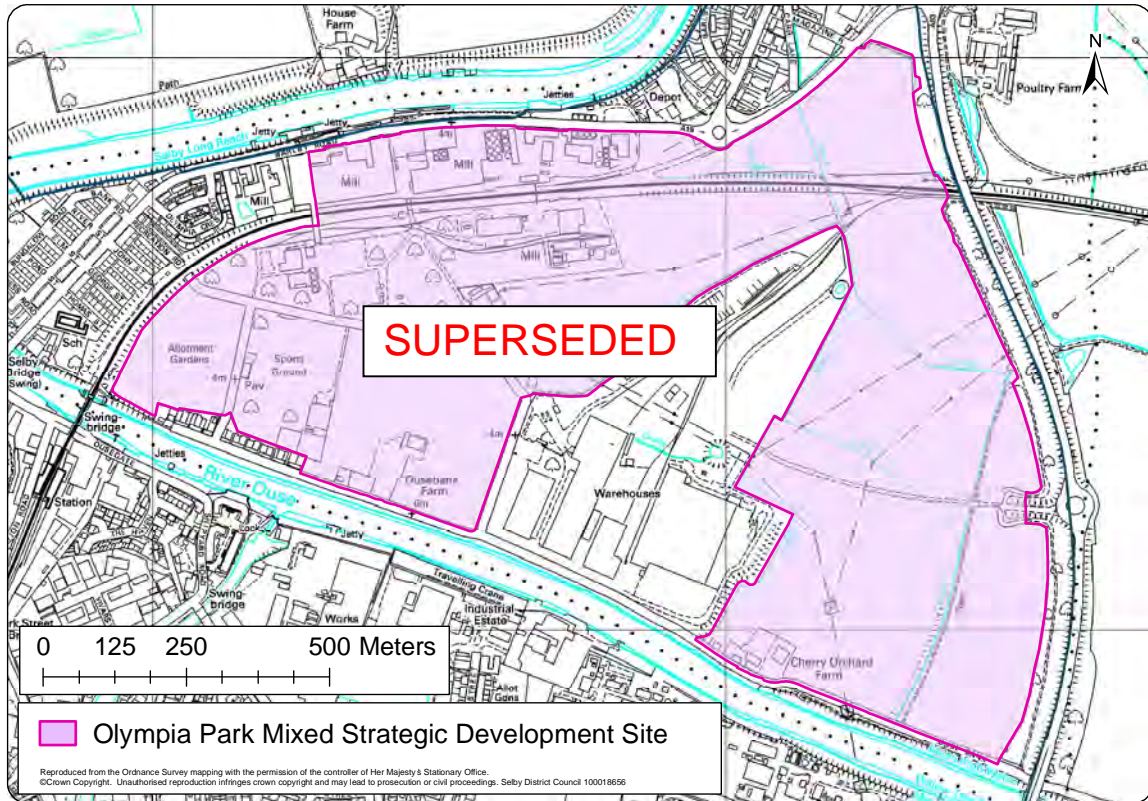 House
Farm
N
Poultry Farm
Path
Depot
Jetties
Jetty
Jetty
Selby Long Reach
A19
4m
Mill
Mill
Mill
Mill
Sch
Selby
Bridge
(Swing)
Allotment
Gardens
Sports
Ground
4m
Pav
SUPERSEDED
Swing-
bridge
OUSEGATE
Jetties
River Ouse
Ousebank
Farm
6m
4m
Warehouses
Station
Lock
Jetty
Swing
bridge
Travelling Crane
Works
Industrial
Estate
Allot
Gdns
Cherry Orchard
Farm
0 125 250 500 Meters
Olympia Park Mixed Strategic Development Site
Reproduced from the Ordnance Survey mapping with the permission of the controller of Her Majesty's Stationary Office.
©Crown Copyright. Unauthorised reproduction infringes crown copyright and may lead to prosecution or civil proceedings. Selby District Council 100018656